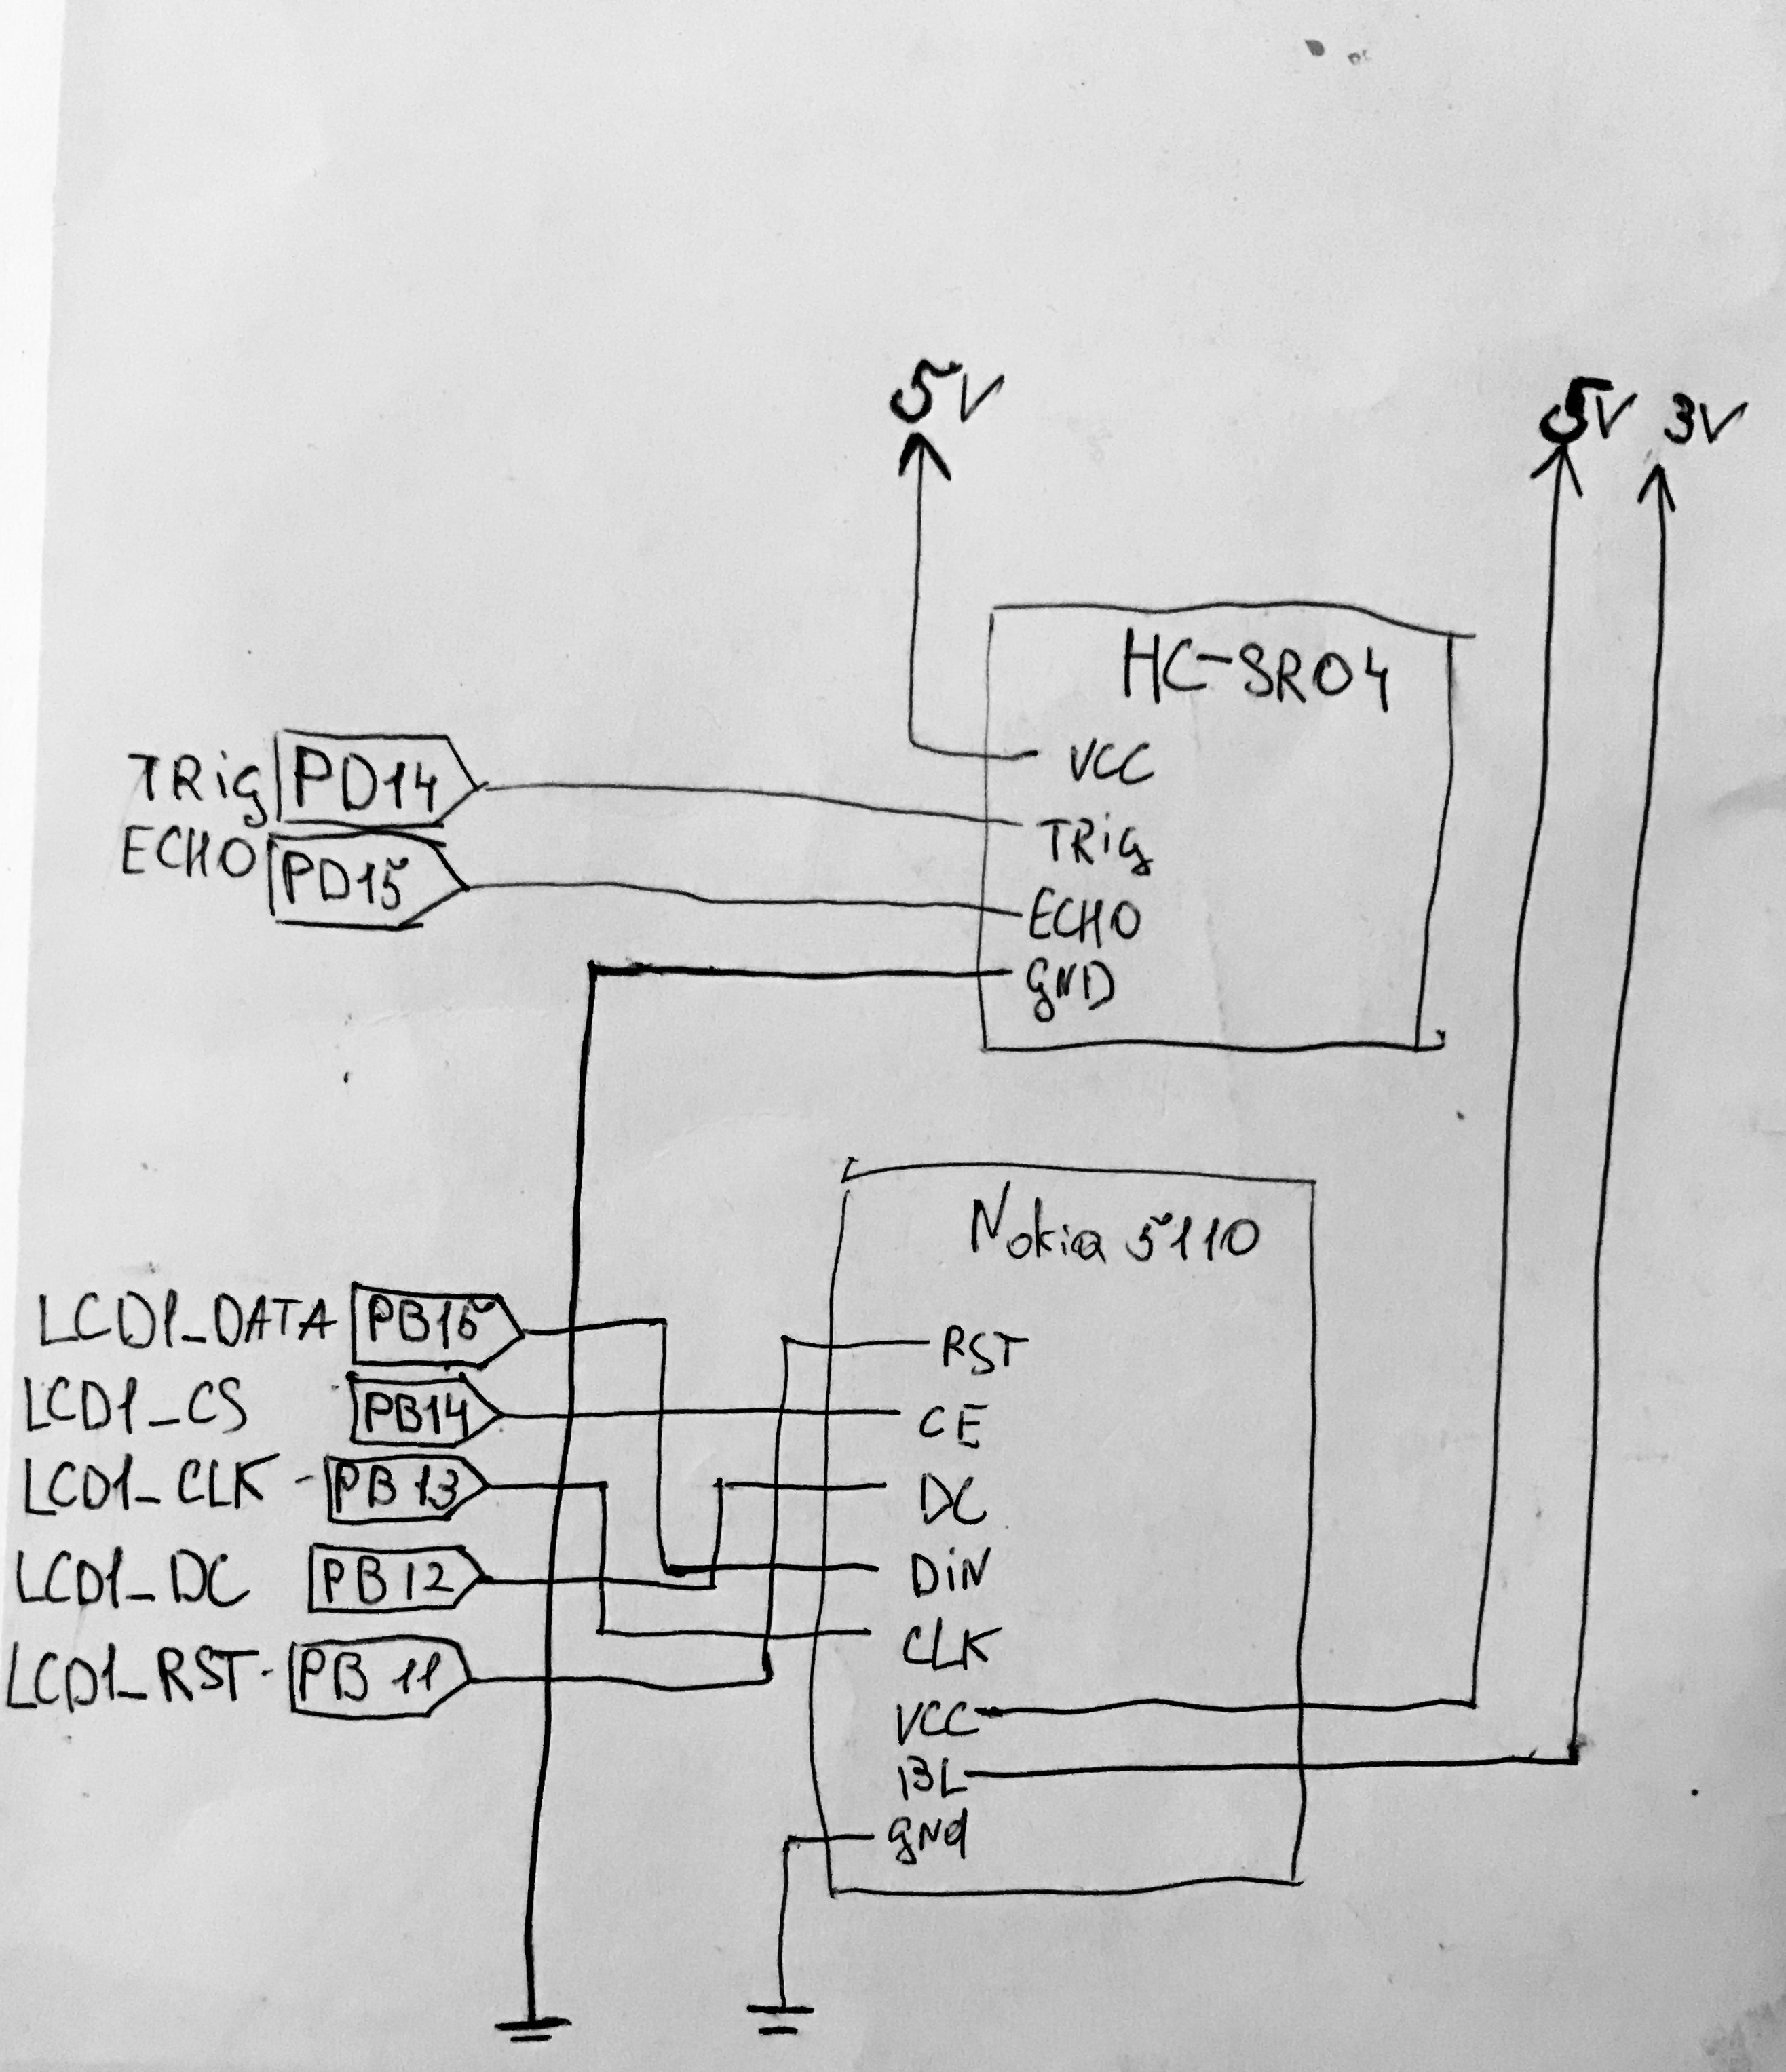 5V
5V 3V
HC-SR04
VCC
TRig PD14
TRig
ECHO PD15
ECHO
GND
Nokia 5110
LCD1_DATA PB15
RST
LCD1_CS PB14
CE
LCD1_CLK - PB13
DC
LCD1_DC PB12
DiN
CLK
LCD1_RST - PB11
VCC
BL
gNd